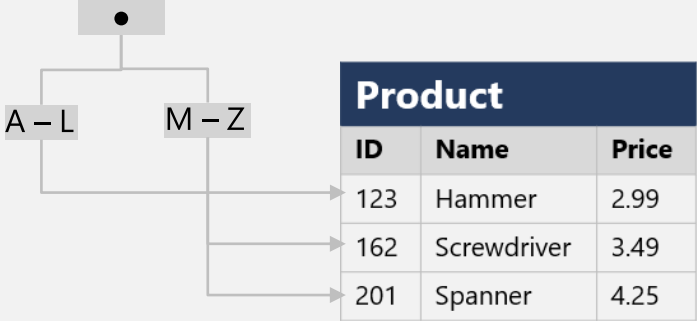 A – L
M – Z
Product
ID Name Price
123 Hammer 2.99
162 Screwdriver 3.49
201 Spanner 4.25